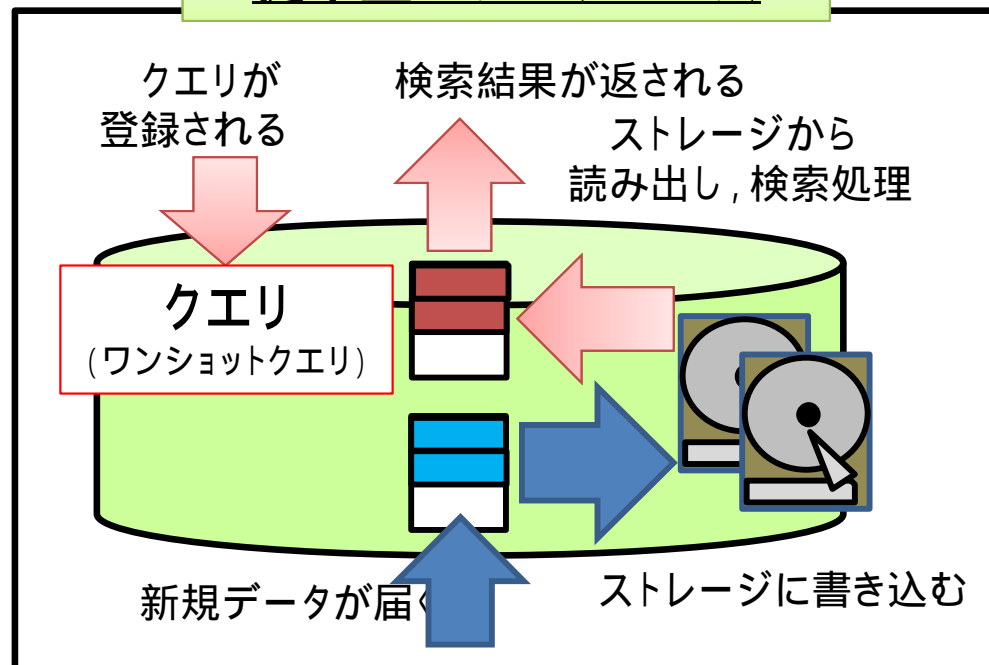 クエリが
登録される
検索結果が返される
ストレージから
読み出し,検索処理
クエリ
(ワンショットクエリ)
新規データが届く
ストレージに書き込む